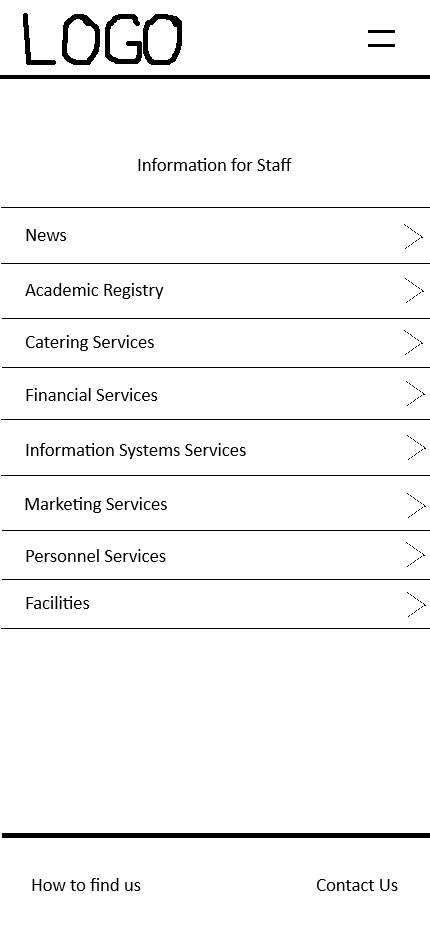 LOGO
Information for Staff
News
Academic Registry
Catering Services
Financial Services
Information Systems Services
Marketing Services
Personnel Services
Facilities
How to find us
Contact Us